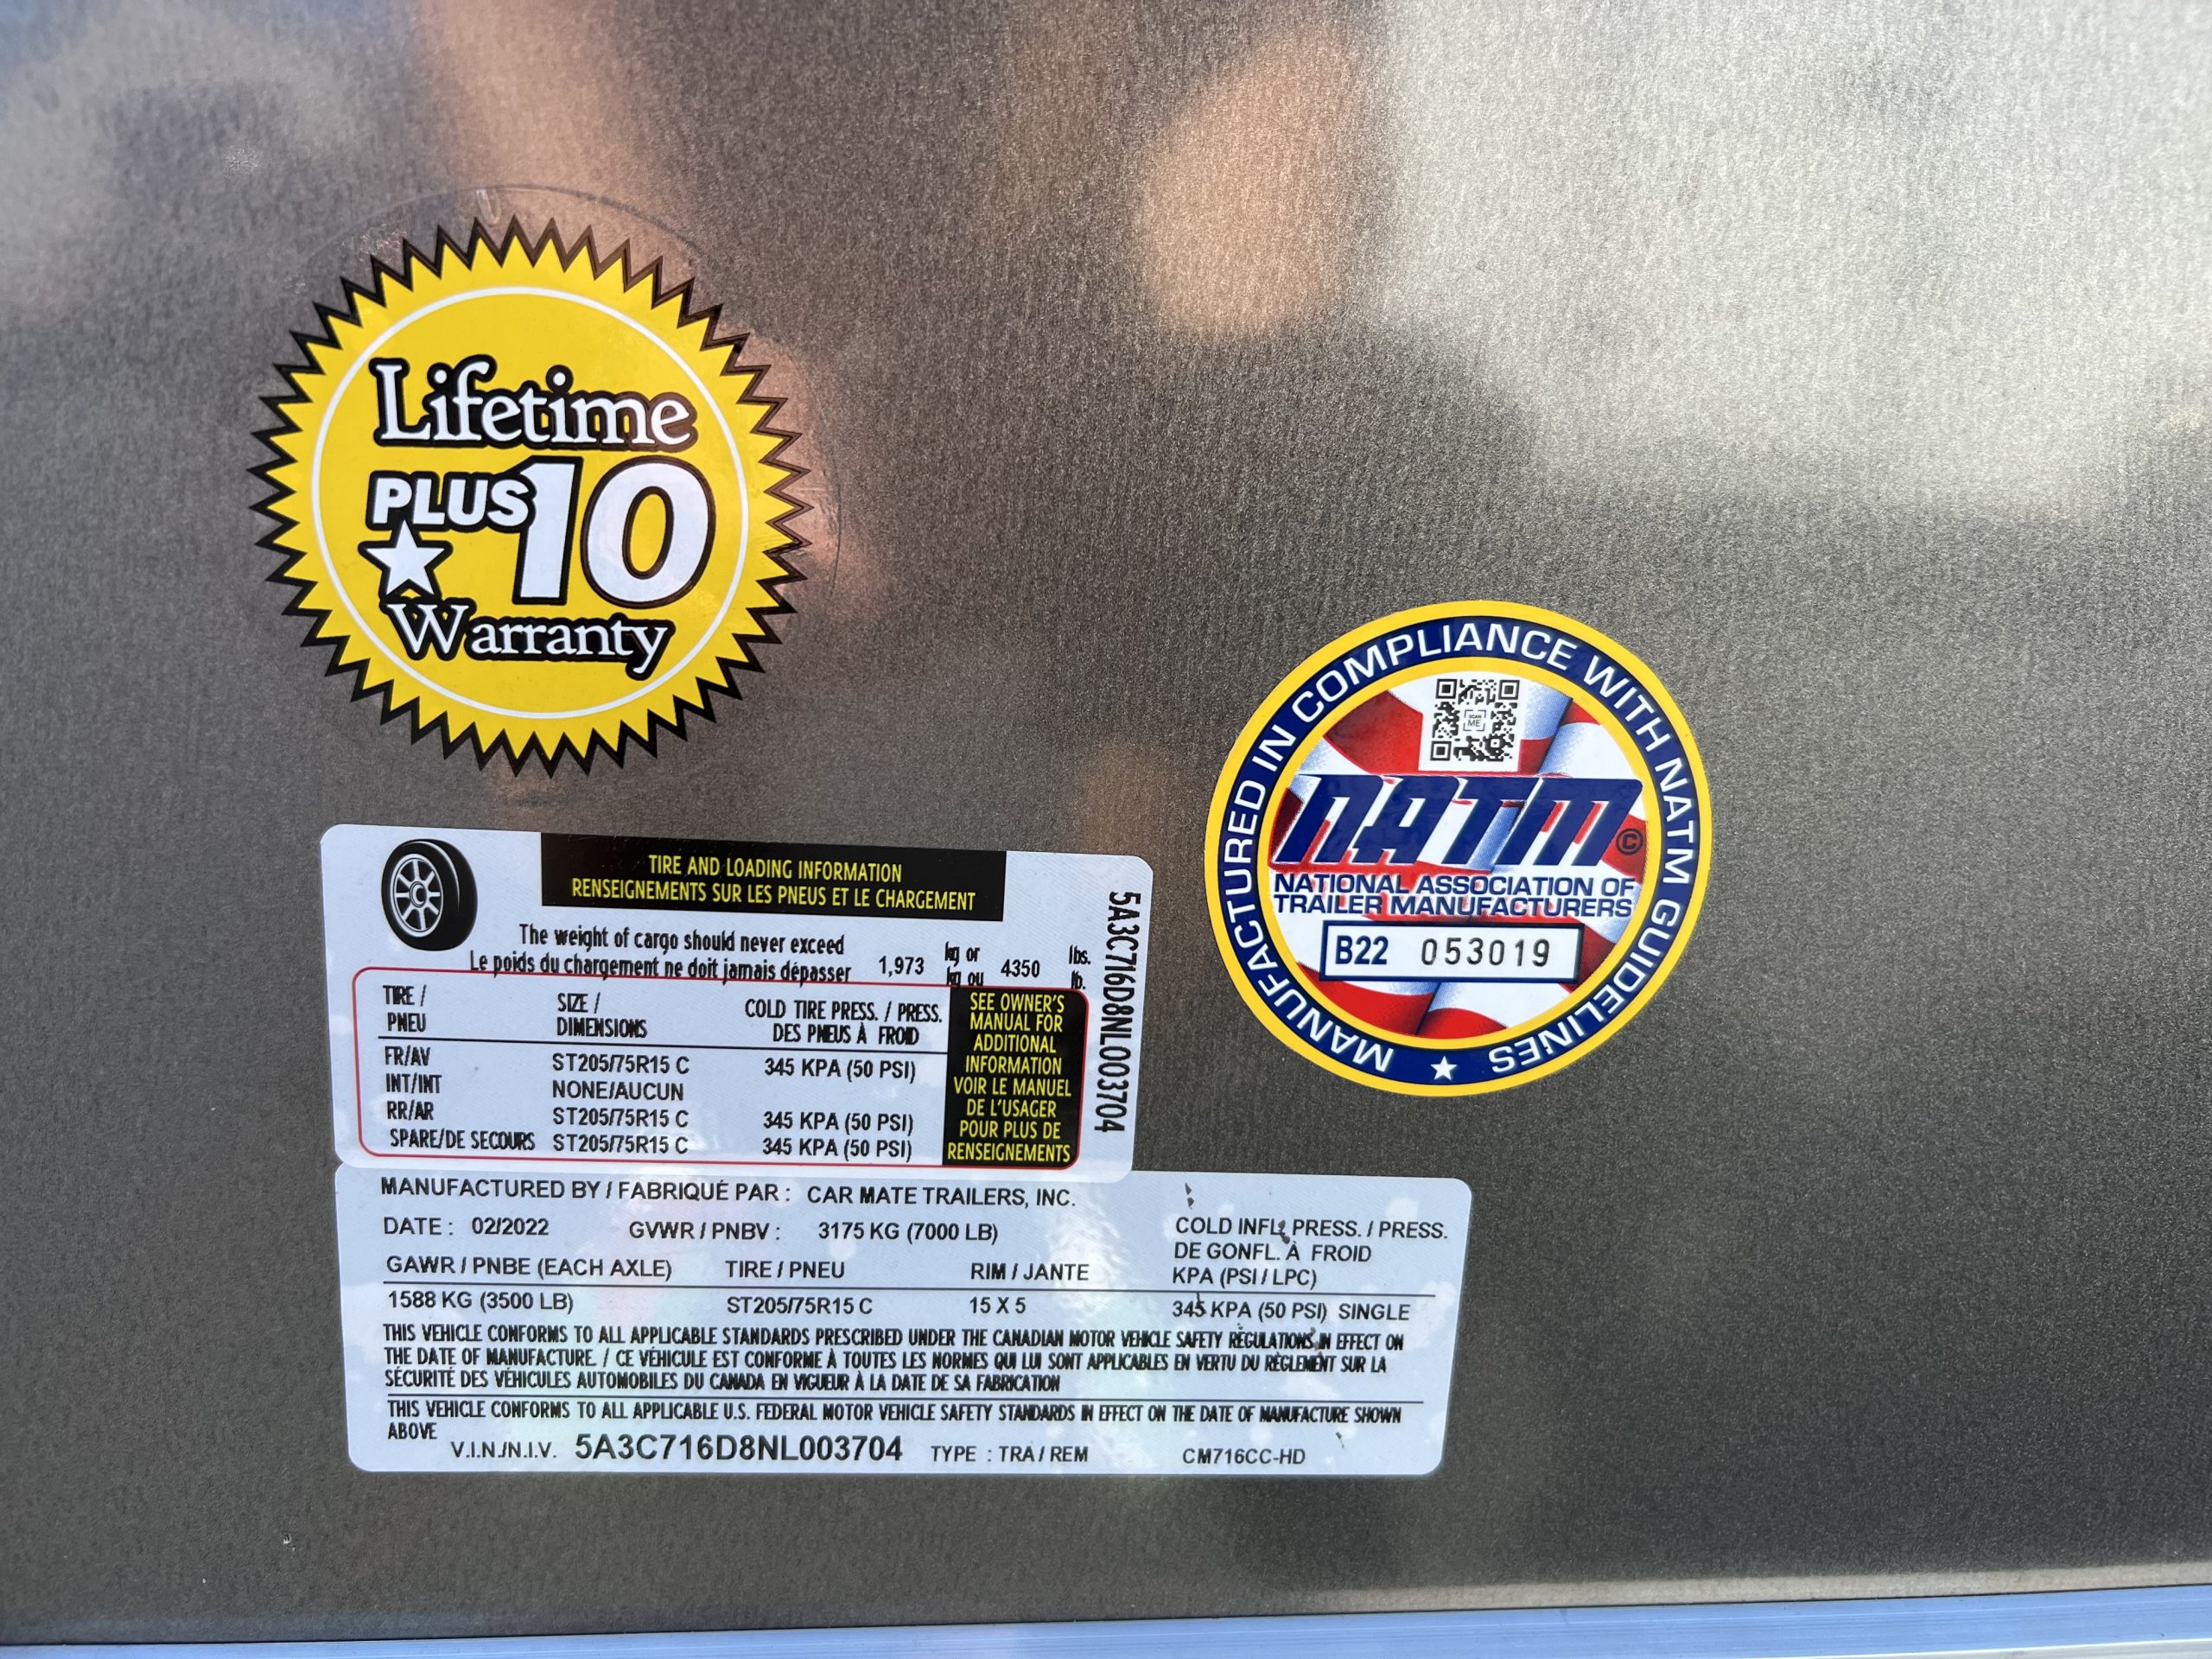 Lifetime
PLUS 10
Warranty
MANUFACTURED IN COMPLIANCE WITH NATM GUIDELINES
SCAN
ME
NATM ©
NATIONAL ASSOCIATION OF
TRAILER MANUFACTURERS
B22 053019
TIRE AND LOADING INFORMATION
RENSEIGNEMENTS SUR LES PNEUS ET LE CHARGEMENT
The weight of cargo should never exceed
Le poids du chargement ne doit jamais dépasser 1,973 kg or kg ou 4350 lbs. lb.
5A3C716D8NL003704
TIRE / PNEU SIZE / DIMENSIONS COLD TIRE PRESS. / PRESS. DES PNEUS À FROID
FR/AV ST205/75R15 C 345 KPA (50 PSI)
INT/INT NONE/AUCUN
RR/AR ST205/75R15 C 345 KPA (50 PSI)
SPARE/DE SECOURS ST205/75R15 C 345 KPA (50 PSI)
SEE OWNER'S
MANUAL FOR
ADDITIONAL
INFORMATION
VOIR LE MANUEL
DE L'USAGER
POUR PLUS DE
RENSEIGNEMENTS
MANUFACTURED BY / FABRIQUÉ PAR : CAR MATE TRAILERS, INC.
DATE : 02/2022 GVWR / PNBV : 3175 KG (7000 LB)
COLD INFL. PRESS. / PRESS.
DE GONFL. À FROID
KPA (PSI / LPC)
GAWR / PNBE (EACH AXLE) TIRE / PNEU RIM / JANTE
1588 KG (3500 LB) ST205/75R15 C 15 X 5 345 KPA (50 PSI) SINGLE
THIS VEHICLE CONFORMS TO ALL APPLICABLE STANDARDS PRESCRIBED UNDER THE CANADIAN MOTOR VEHICLE SAFETY REGULATIONS IN EFFECT ON
THE DATE OF MANUFACTURE. / CE VÉHICULE EST CONFORME À TOUTES LES NORMES QUI LUI SONT APPLICABLES EN VERTU DU RÈGLEMENT SUR LA
SÉCURITÉ DES VÉHICULES AUTOMOBILES DU CANADA EN VIGUEUR À LA DATE DE SA FABRICATION
THIS VEHICLE CONFORMS TO ALL APPLICABLE U.S. FEDERAL MOTOR VEHICLE SAFETY STANDARDS IN EFFECT ON THE DATE OF MANUFACTURE SHOWN
ABOVE
V.I.N./N.I.V. 5A3C716D8NL003704 TYPE : TRA / REM CM716CC-HD